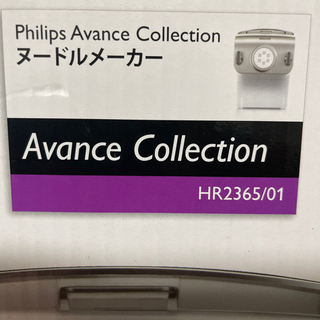 Philips Avance Collection
ヌードルメーカー
Avance Collection
HR2365/01